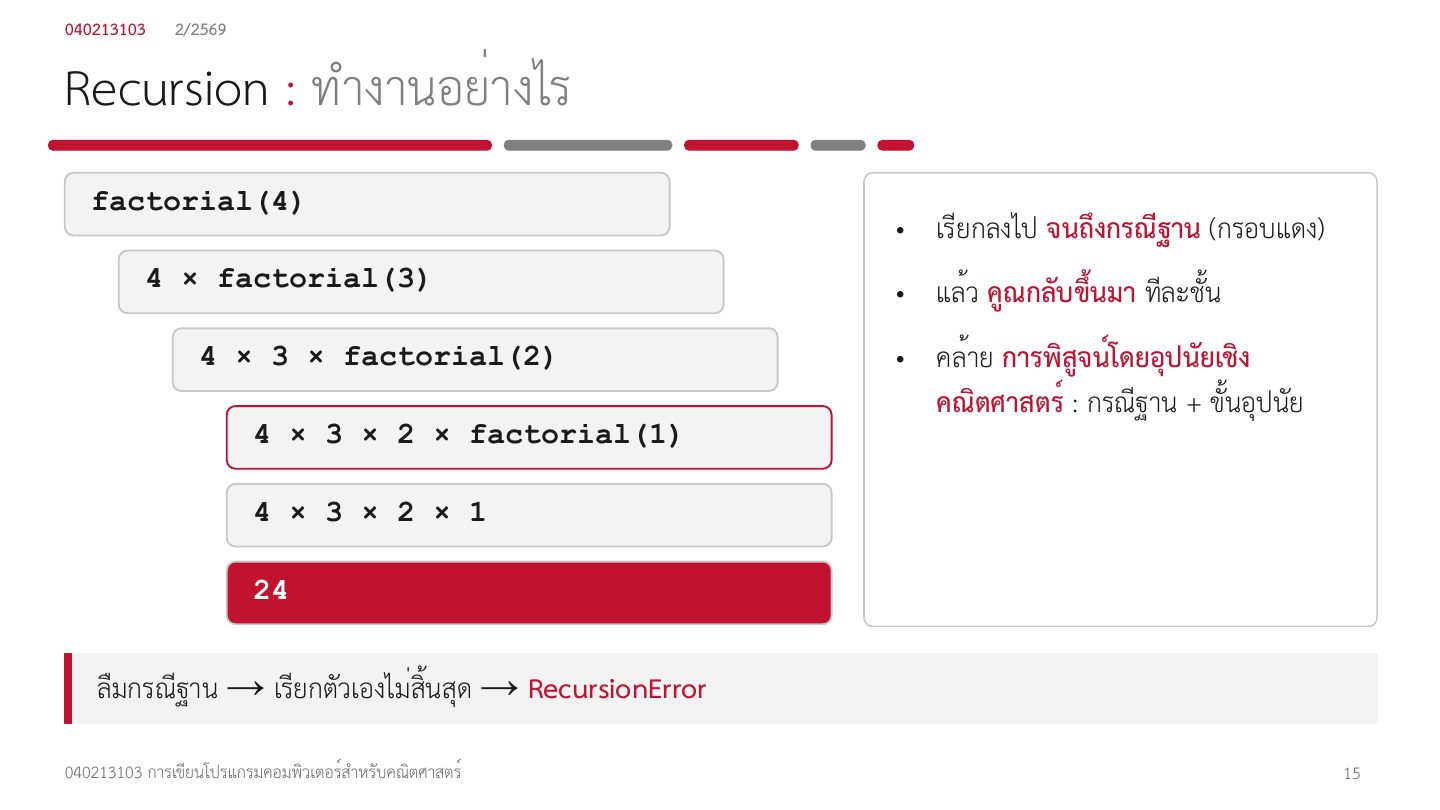 040213103 2/2569
Recursion : ทำงานอย่างไร
factorial(4)
4 × factorial(3)
4 × 3 × factorial(2)
4 × 3 × 2 × factorial(1)
4 × 3 × 2 × 1
24
• เรียกลงไป จนถึงกรณีฐาน (กรอบแดง)
• แล้ว คูณกลับขึ้นมา ทีละชั้น
• คล้าย การพิสูจน์โดยอุปนัยเชิง
คณิตศาสตร์ : กรณีฐาน + ขั้นอุปนัย
ลืมกรณีฐาน → เรียกตัวเองไม่สิ้นสุด → RecursionError
040213103 การเขียนโปรแกรมคอมพิวเตอร์สำหรับคณิตศาสตร์ 15